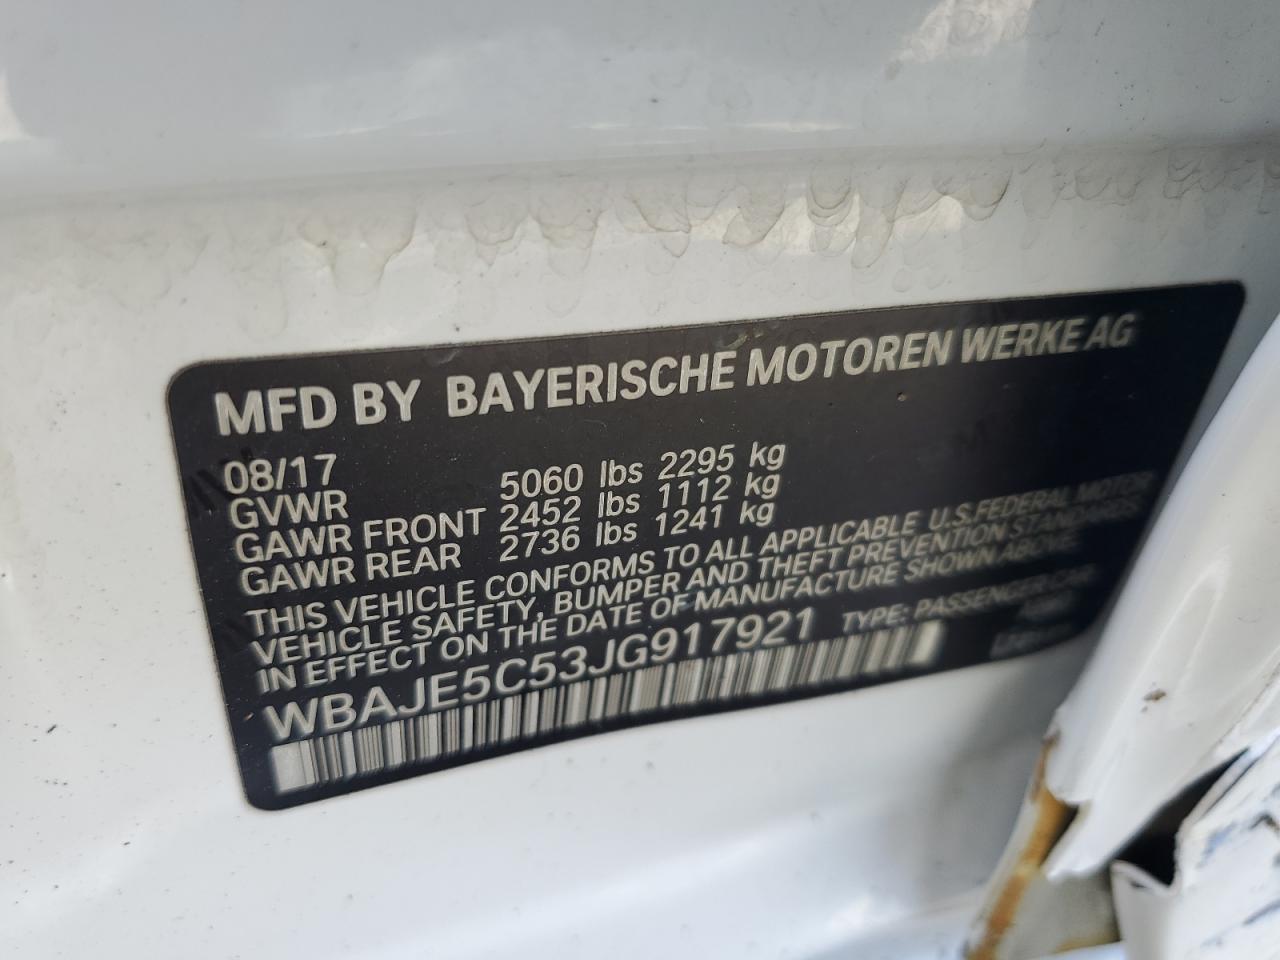 MFD BY BAYERISCHE MOTOREN WERKE AG
08/17
GVWR 5060 lbs 2295 kg
GAWR FRONT 2452 lbs 1112 kg
GAWR REAR 2736 lbs 1241 kg
THIS VEHICLE CONFORMS TO ALL APPLICABLE U.S. FEDERAL MOTOR
VEHICLE SAFETY, BUMPER AND THEFT PREVENTION STANDARDS
IN EFFECT ON THE DATE OF MANUFACTURE SHOWN ABOVE.
WBAJE5C53JG917921 TYPE: PASSENGER CAR